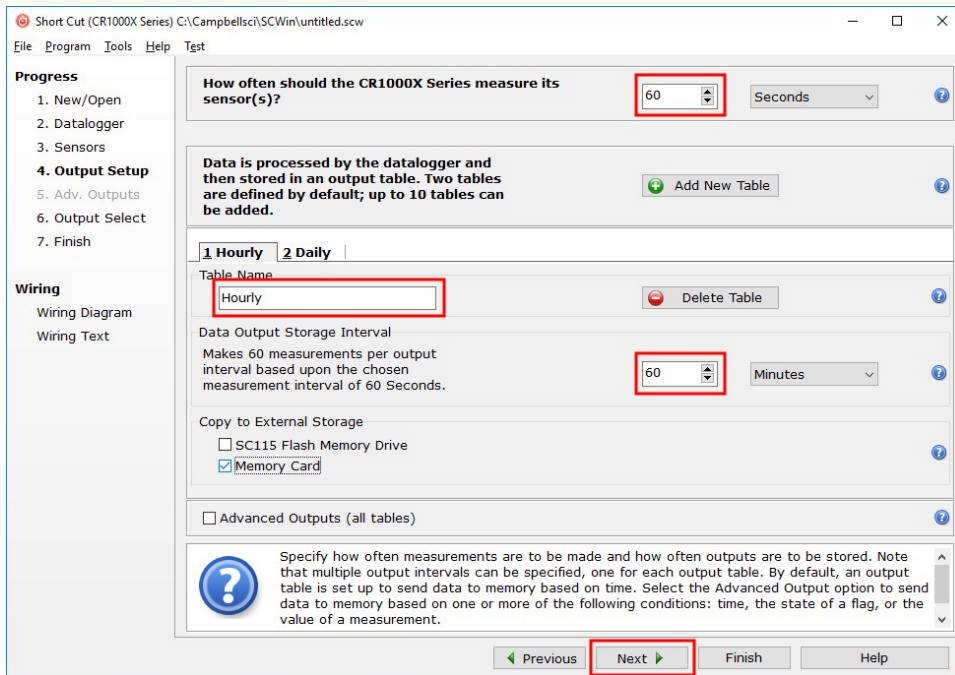 Short Cut (CR1000X Series) C:\Campbellsci\SCWin\untitled.scw
File Program Tools Help Test
Progress
1. New/Open
2. Datalogger
3. Sensors
4. Output Setup
5. Adv. Outputs
6. Output Select
7. Finish
Wiring
Wiring Diagram
Wiring Text
How often should the CR1000X Series measure its
sensor(s)?
60
Seconds
Data is processed by the datalogger and
then stored in an output table. Two tables
are defined by default; up to 10 tables can
be added.
Add New Table
1 Hourly 2 Daily
Table Name
Hourly
Delete Table
Data Output Storage Interval
Makes 60 measurements per output
interval based upon the chosen
measurement interval of 60 Seconds.
60
Minutes
Copy to External Storage
SC115 Flash Memory Drive
Memory Card
Advanced Outputs (all tables)
Specify how often measurements are to be made and how often outputs are to be stored. Note
that multiple output intervals can be specified, one for each output table. By default, an output
table is set up to send data to memory based on time. Select the Advanced Output option to send
data to memory based on one or more of the following conditions: time, the state of a flag, or the
value of a measurement.
Previous Next Finish Help